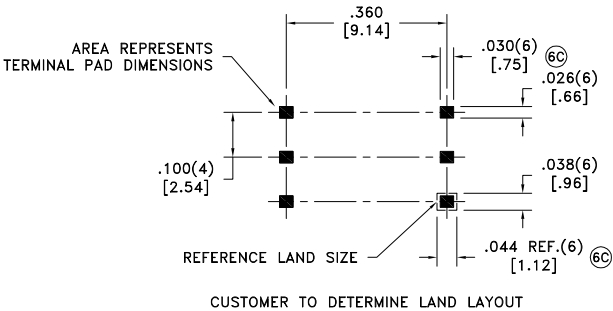 .360
[9.14]
AREA REPRESENTS
TERMINAL PAD DIMENSIONS
.030(6)
[.75]
6C
.026(6)
[.66]
.100(4)
[2.54]
.038(6)
[.96]
REFERENCE LAND SIZE
.044 REF.(6)
[1.12]
6C
CUSTOMER TO DETERMINE LAND LAYOUT